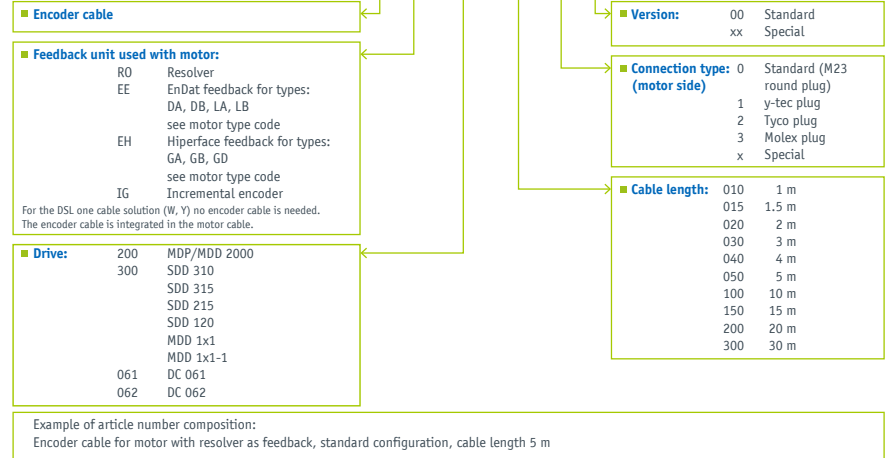 Encoder cable
Feedback unit used with motor:
RO Resolver
EE EnDat feedback for types:
DA, DB, LA, LB
see motor type code
EH Hiperface feedback for types:
GA, GB, GD
see motor type code
IG Incremental encoder
For the DSL one cable solution (W, Y) no encoder cable is needed.
The encoder cable is integrated in the motor cable.
Drive: 200 MDP/MDD 2000
300 SDD 310
SDD 315
SDD 215
SDD 120
MDD 1x1
MDD 1x1-1
061 DC 061
062 DC 062
Version: 00 Standard
xx Special
Connection type: 0 Standard (M23
(motor side) round plug)
1 y-tec plug
2 Tyco plug
3 Molex plug
x Special
Cable length: 010 1 m
015 1.5 m
020 2 m
030 3 m
040 4 m
050 5 m
100 10 m
150 15 m
200 20 m
300 30 m
Example of article number composition:
Encoder cable for motor with resolver as feedback, standard configuration, cable length 5 m